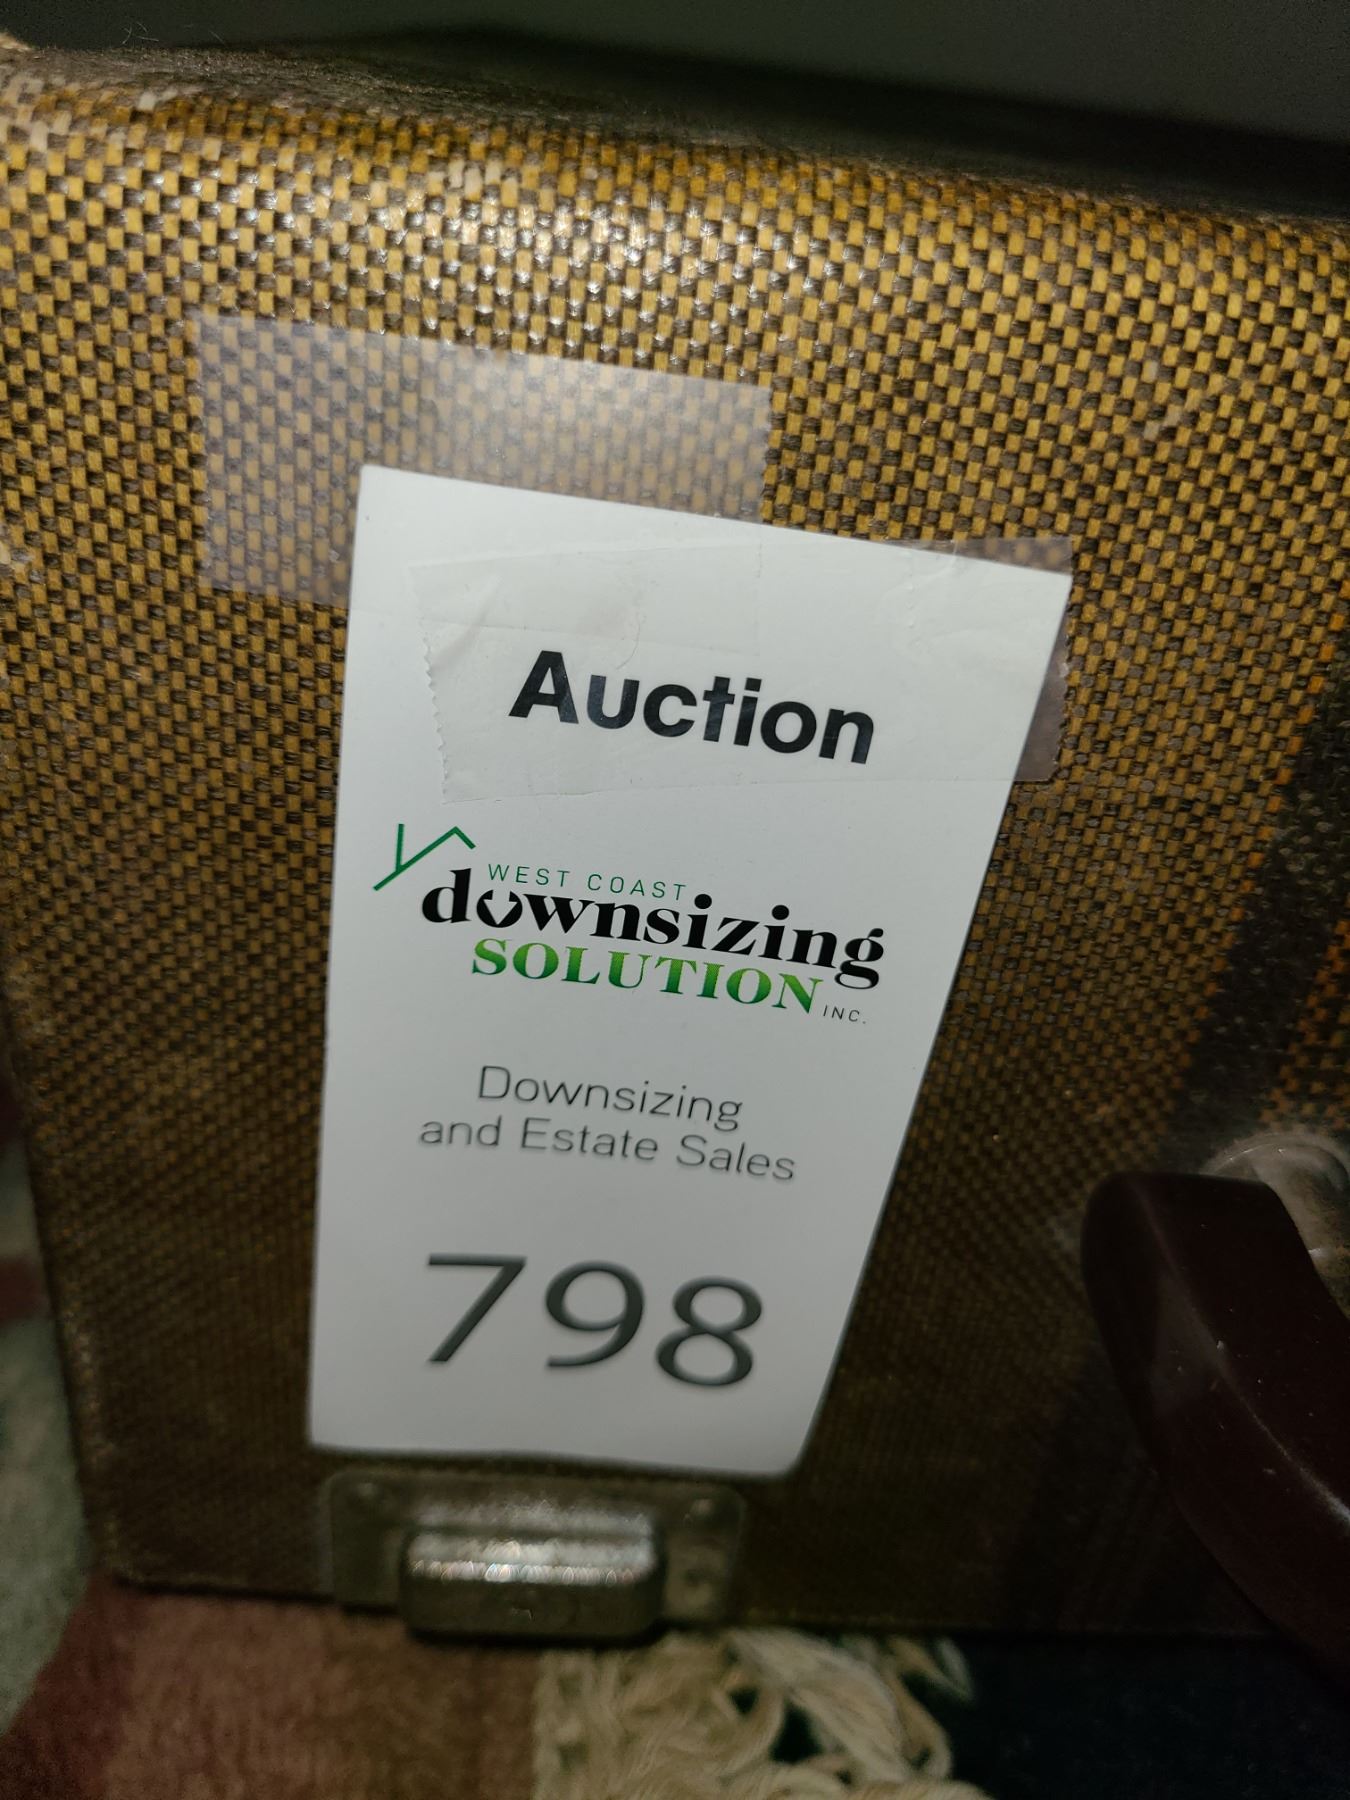 Auction
WEST COAST
downsizing
SOLUTION INC.
Downsizing
and Estate Sales
798